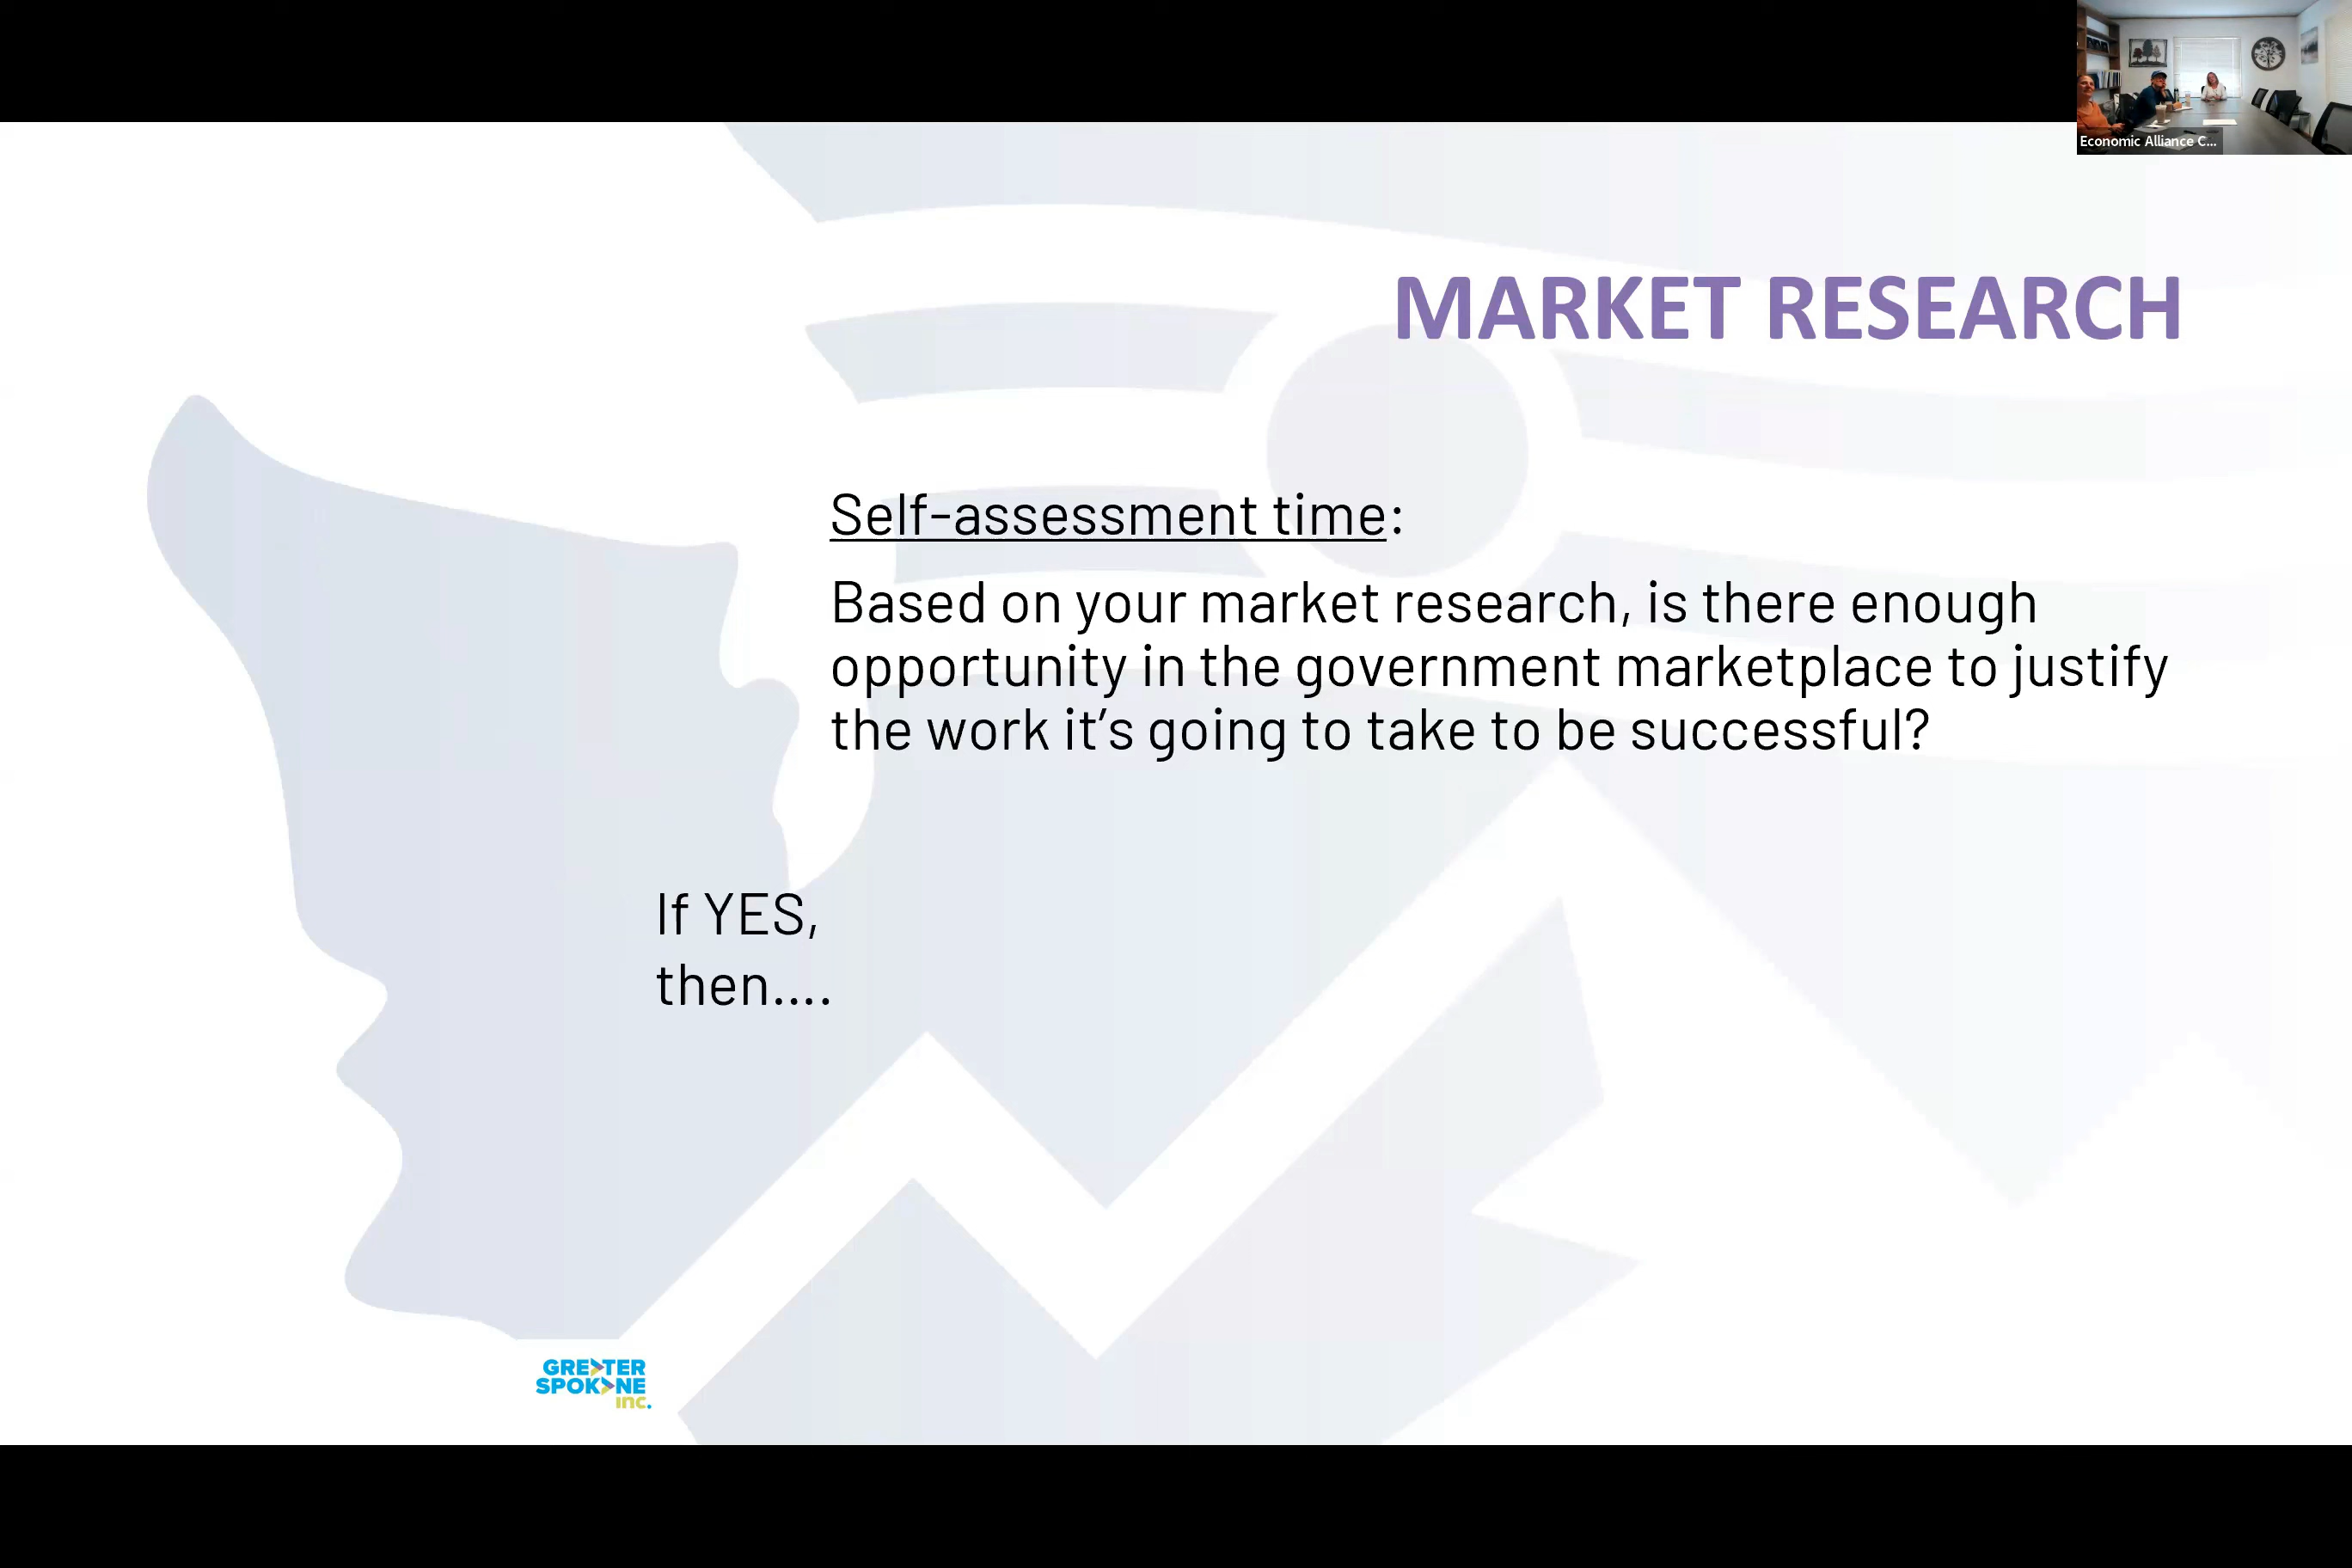 Economic Alliance C...
MARKET RESEARCH
Self-assessment time:
Based on your market research, is there enough
opportunity in the government marketplace to justify
the work it’s going to take to be successful?
If YES,
then....
GREATER
SPOKANE
inc.